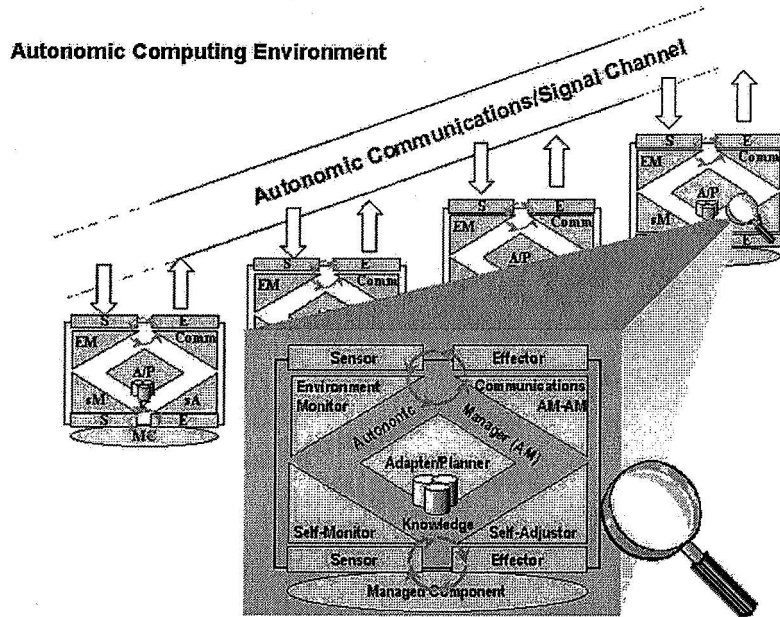 Autonomic Computing Environment
Autonomic Communications/Signal Channel
S E
EM Comm
A/P
sM
E
S E
EM Comm
A/P
S E
EM Comm
S E
EM Comm
A/P
sM sA
S E
MC
Sensor Effector
Environment Communications
Monitor AM-AM
Autonomic Manager (AM)
Adapter/Planner
Knowledge
Self-Monitor Self-Adjustor
Sensor Effector
Managed Component